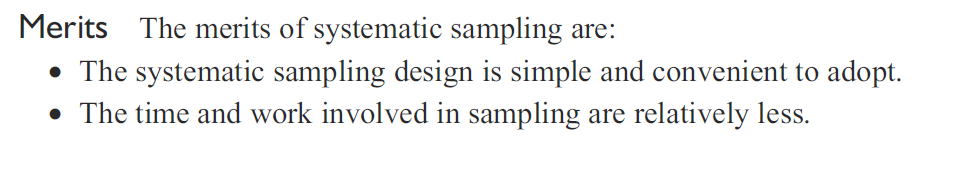 Merits The merits of systematic sampling are:
• The systematic sampling design is simple and convenient to adopt.
• The time and work involved in sampling are relatively less.